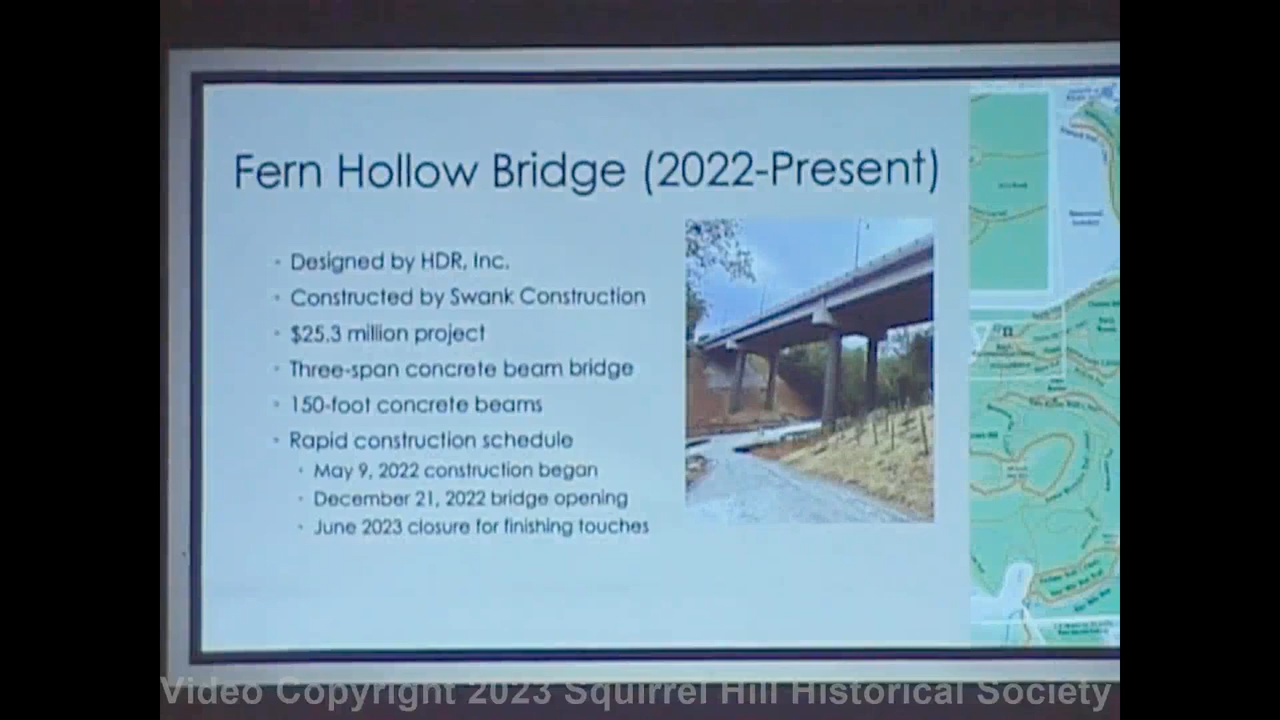 Fern Hollow Bridge (2022-Present)
• Designed by HDR, Inc.
• Constructed by Swank Construction
• $25.3 million project
• Three-span concrete beam bridge
• 150-foot concrete beams
• Rapid construction schedule
• May 9, 2022 construction began
• December 21, 2022 bridge opening
• June 2023 closure for finishing touches
Video Copyright 2023 Squirrel Hill Historical Society